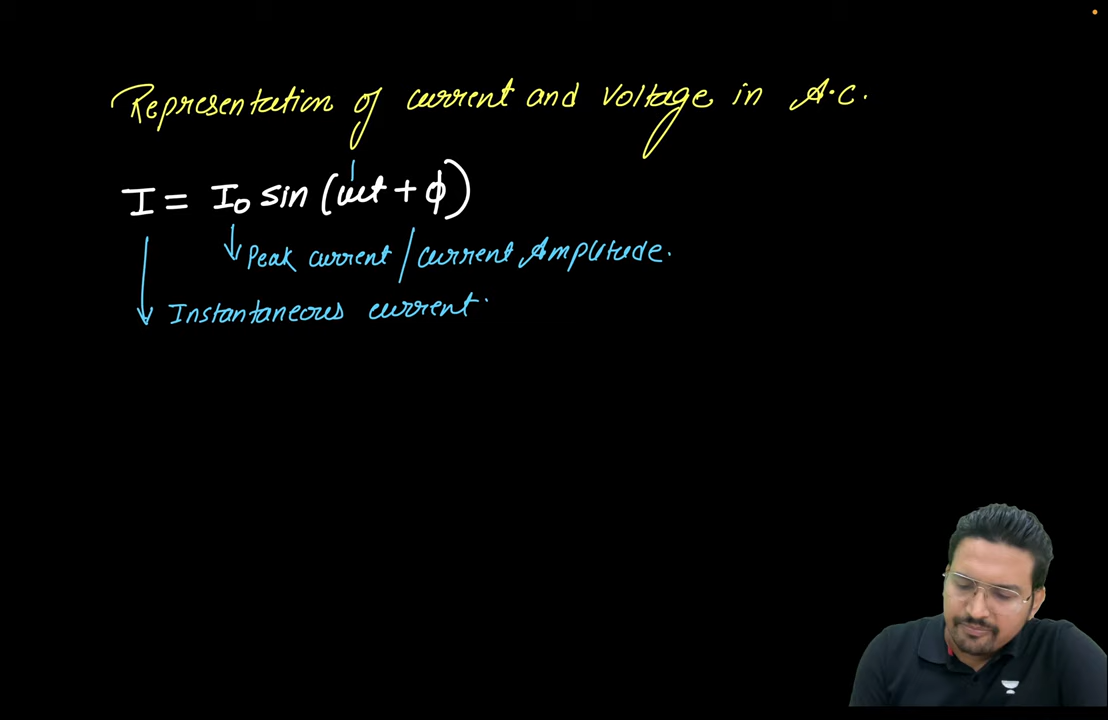 Representation of current and voltage in A.C.
I = I₀ sin (ωt + ϕ)
Peak current / current Amplitude.
Instantaneous current.